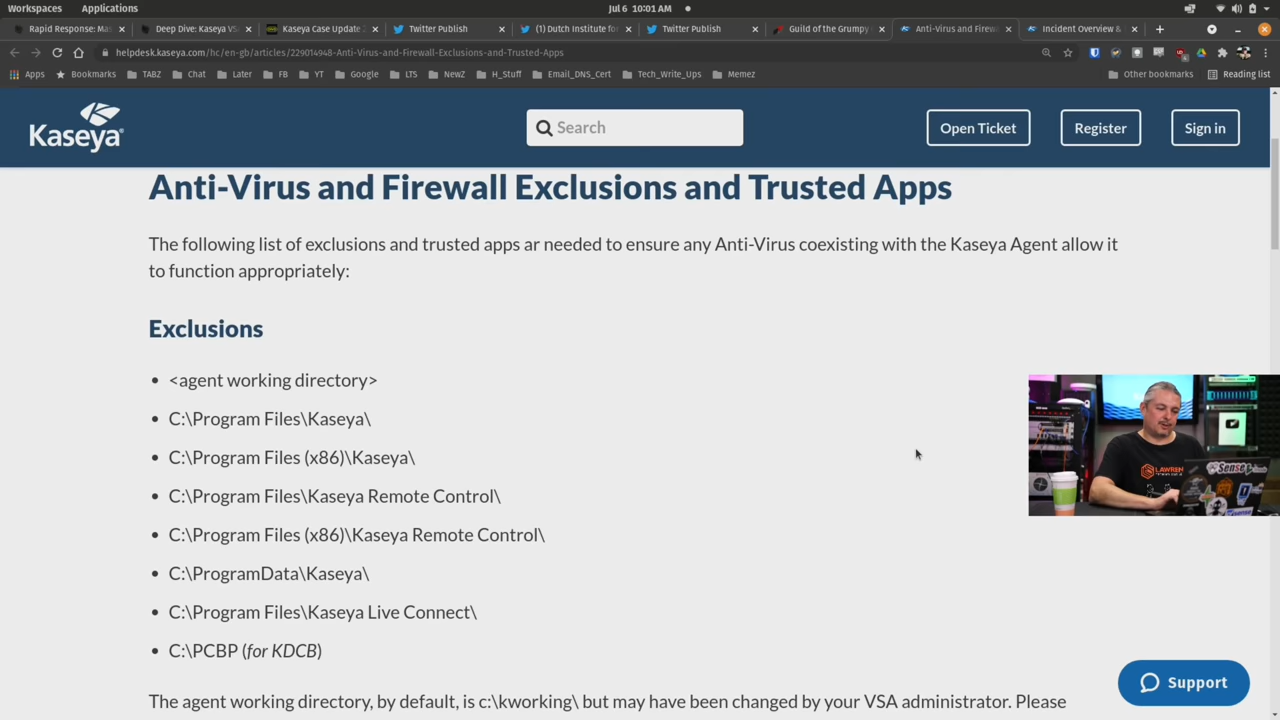 Workspaces Applications Jul 6 10:01 AM
Rapid Response: Mas
Deep Dive: Kaseya VS
Kaseya Case Update 2
Twitter Publish
(1) Dutch Institute for
Twitter Publish
Guild of the Grumpy
Anti-Virus and Firewa
Incident Overview &
helpdesk.kaseya.com/hc/en-gb/articles/229014948-Anti-Virus-and-Firewall-Exclusions-and-Trusted-Apps
Apps Bookmarks TABZ Chat Later FB YT Google LTS NewZ H_Stuff Email_DNS_Cert Tech_Write_Ups Memez Other bookmarks Reading list
Kaseya
Search
Open Ticket
Register
Sign in
Anti-Virus and Firewall Exclusions and Trusted Apps
The following list of exclusions and trusted apps ar needed to ensure any Anti-Virus coexisting with the Kaseya Agent allow it
to function appropriately:
Exclusions
• <agent working directory>
• C:\Program Files\Kaseya\
• C:\Program Files (x86)\Kaseya\
• C:\Program Files\Kaseya Remote Control\
• C:\Program Files (x86)\Kaseya Remote Control\
• C:\ProgramData\Kaseya\
• C:\Program Files\Kaseya Live Connect\
• C:\PCBP (for KDCB)
The agent working directory, by default, is c:\kworking\ but may have been changed by your VSA administrator. Please
LAWREN
Sense
Support